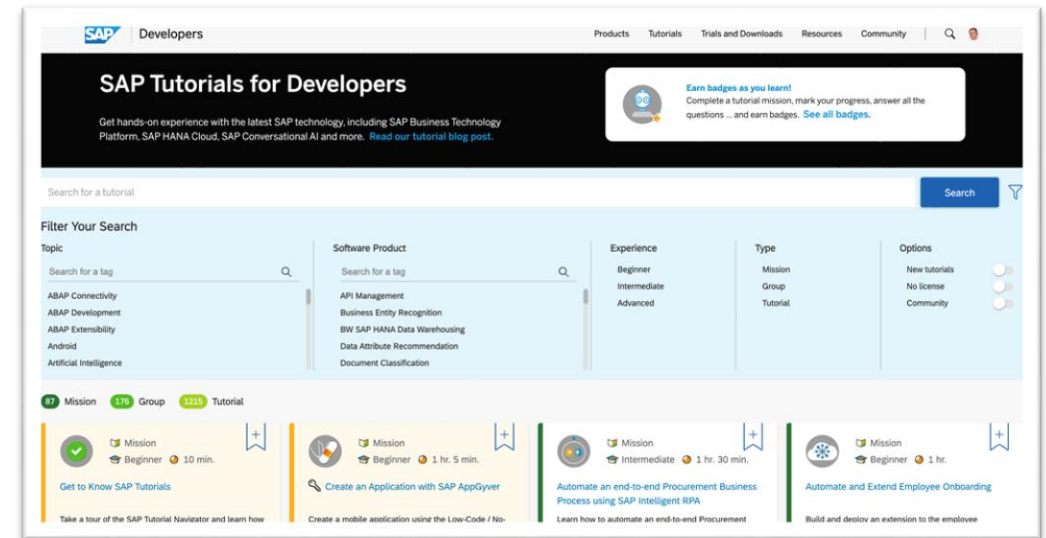 SAP Developers Products Tutorials Trials and Downloads Resources Community
SAP Tutorials for Developers
Get hands-on experience with the latest SAP technology, including SAP Business Technology
Platform, SAP HANA Cloud, SAP Conversational AI and more. Read our tutorial blog post.
Earn badges as you learn!
Complete a tutorial mission, mark your progress, answer all the
questions ... and earn badges. See all badges.
Search for a tutorial
Search
Filter Your Search
Topic
Search for a tag
ABAP Connectivity
ABAP Development
ABAP Extensibility
Android
Artificial Intelligence
Software Product
Search for a tag
API Management
Business Entity Recognition
BW SAP HANA Data Warehousing
Data Attribute Recommendation
Document Classification
Experience
Beginner
Intermediate
Advanced
Type
Mission
Group
Tutorial
Options
New tutorials
No license
Community
87 Mission 176 Group 1215 Tutorial
Mission
Beginner 10 min.
Get to Know SAP Tutorials
Take a tour of the SAP Tutorial Navigator and learn how
Mission
Beginner 1 hr. 5 min.
Create an Application with SAP AppGyver
Create a mobile application using the Low-Code / No-
Mission
Intermediate 1 hr. 30 min.
Automate an end-to-end Procurement Business
Process using SAP Intelligent RPA
Learn how to automate an end-to-end Procurement
Mission
Beginner 1 hr.
Automate and Extend Employee Onboarding
Build and deploy an extension to the employee